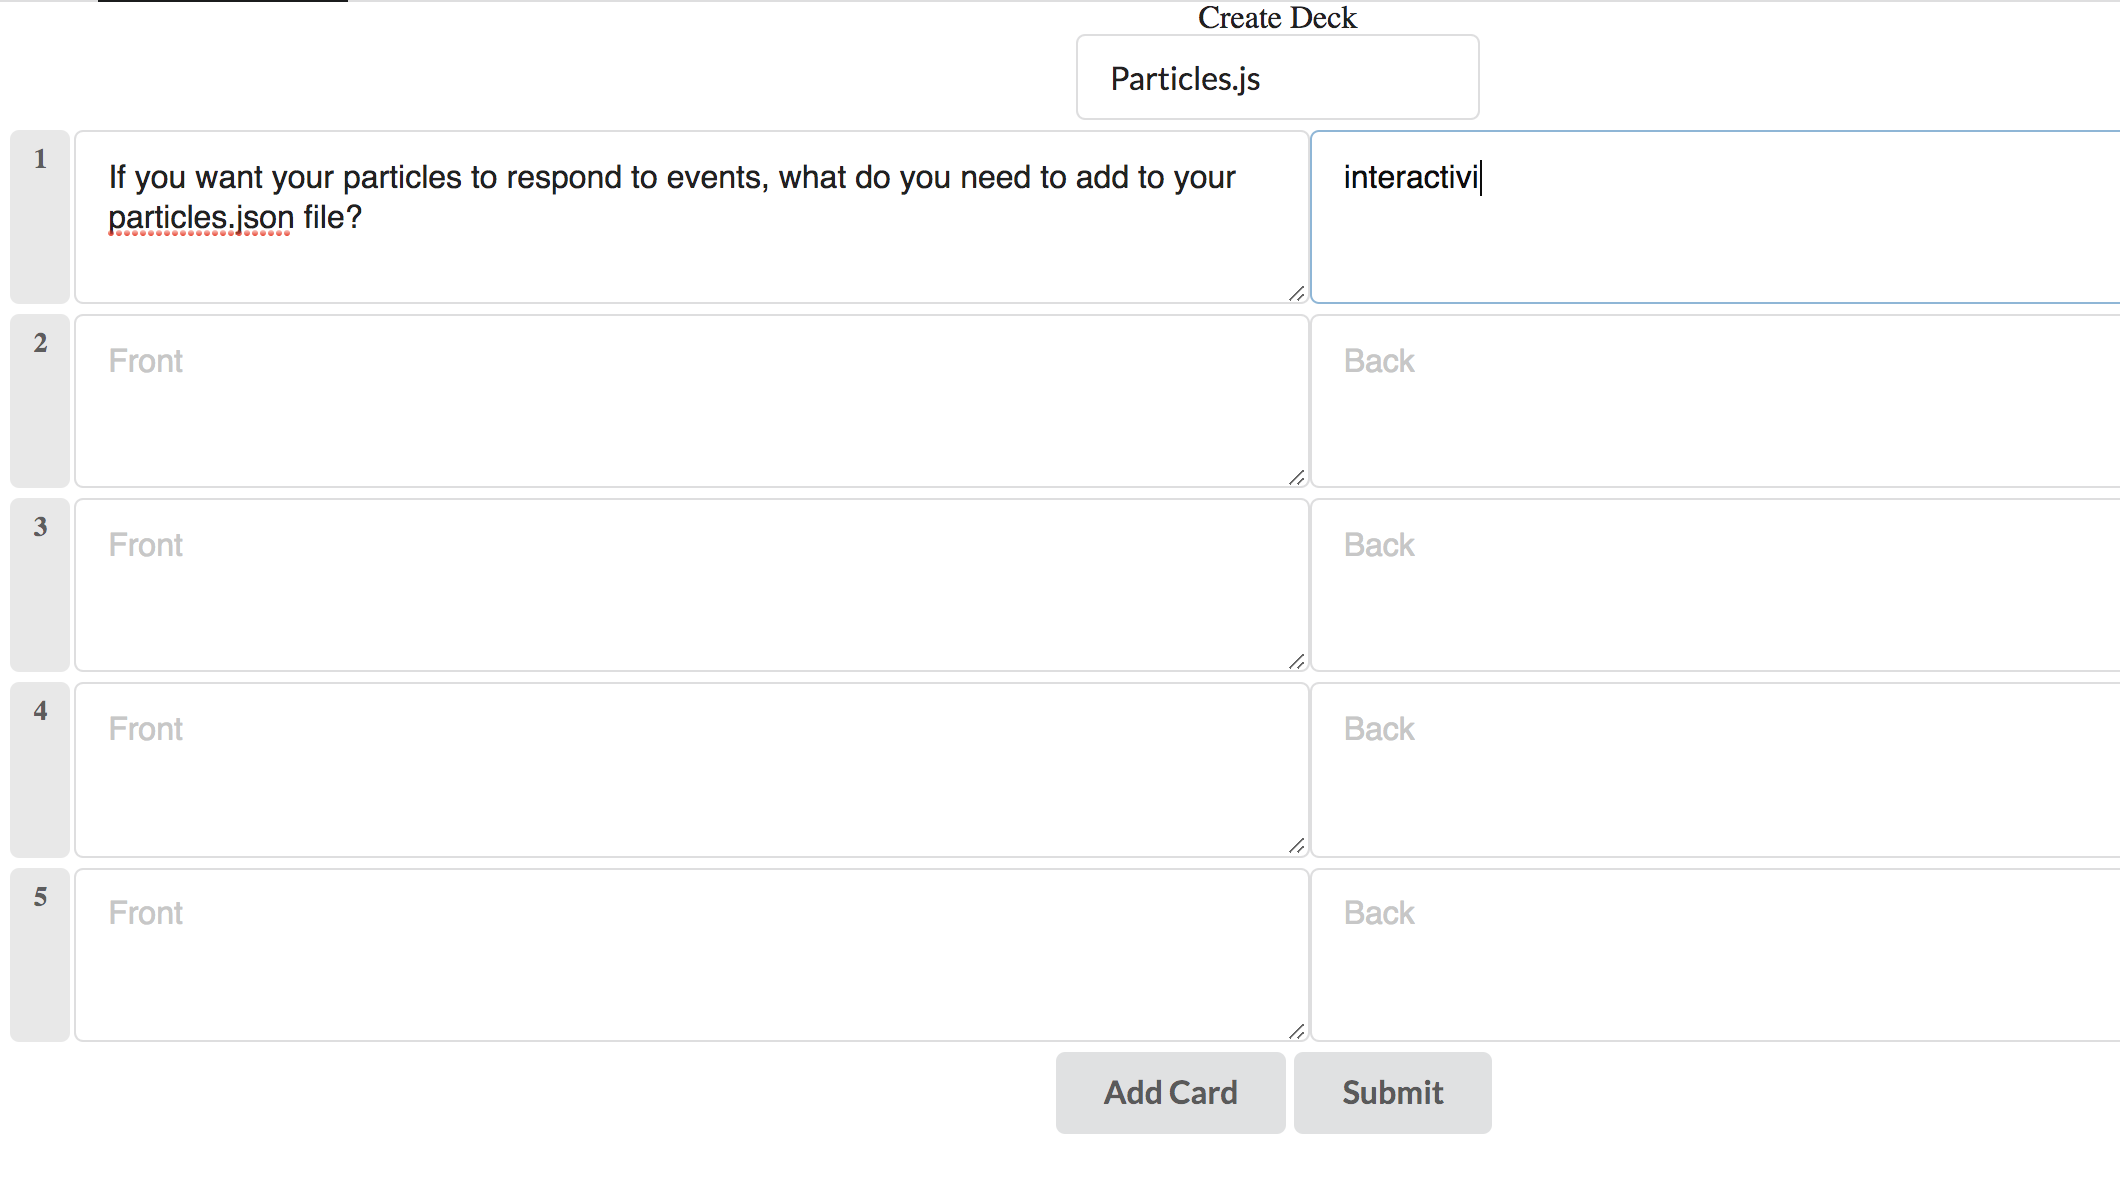 Create Deck
Particles.js
1
If you want your particles to respond to events, what do you need to add to your
particles.json file?
interactivi
2
Front
Back
3
Front
Back
4
Front
Back
5
Front
Back
Add Card
Submit